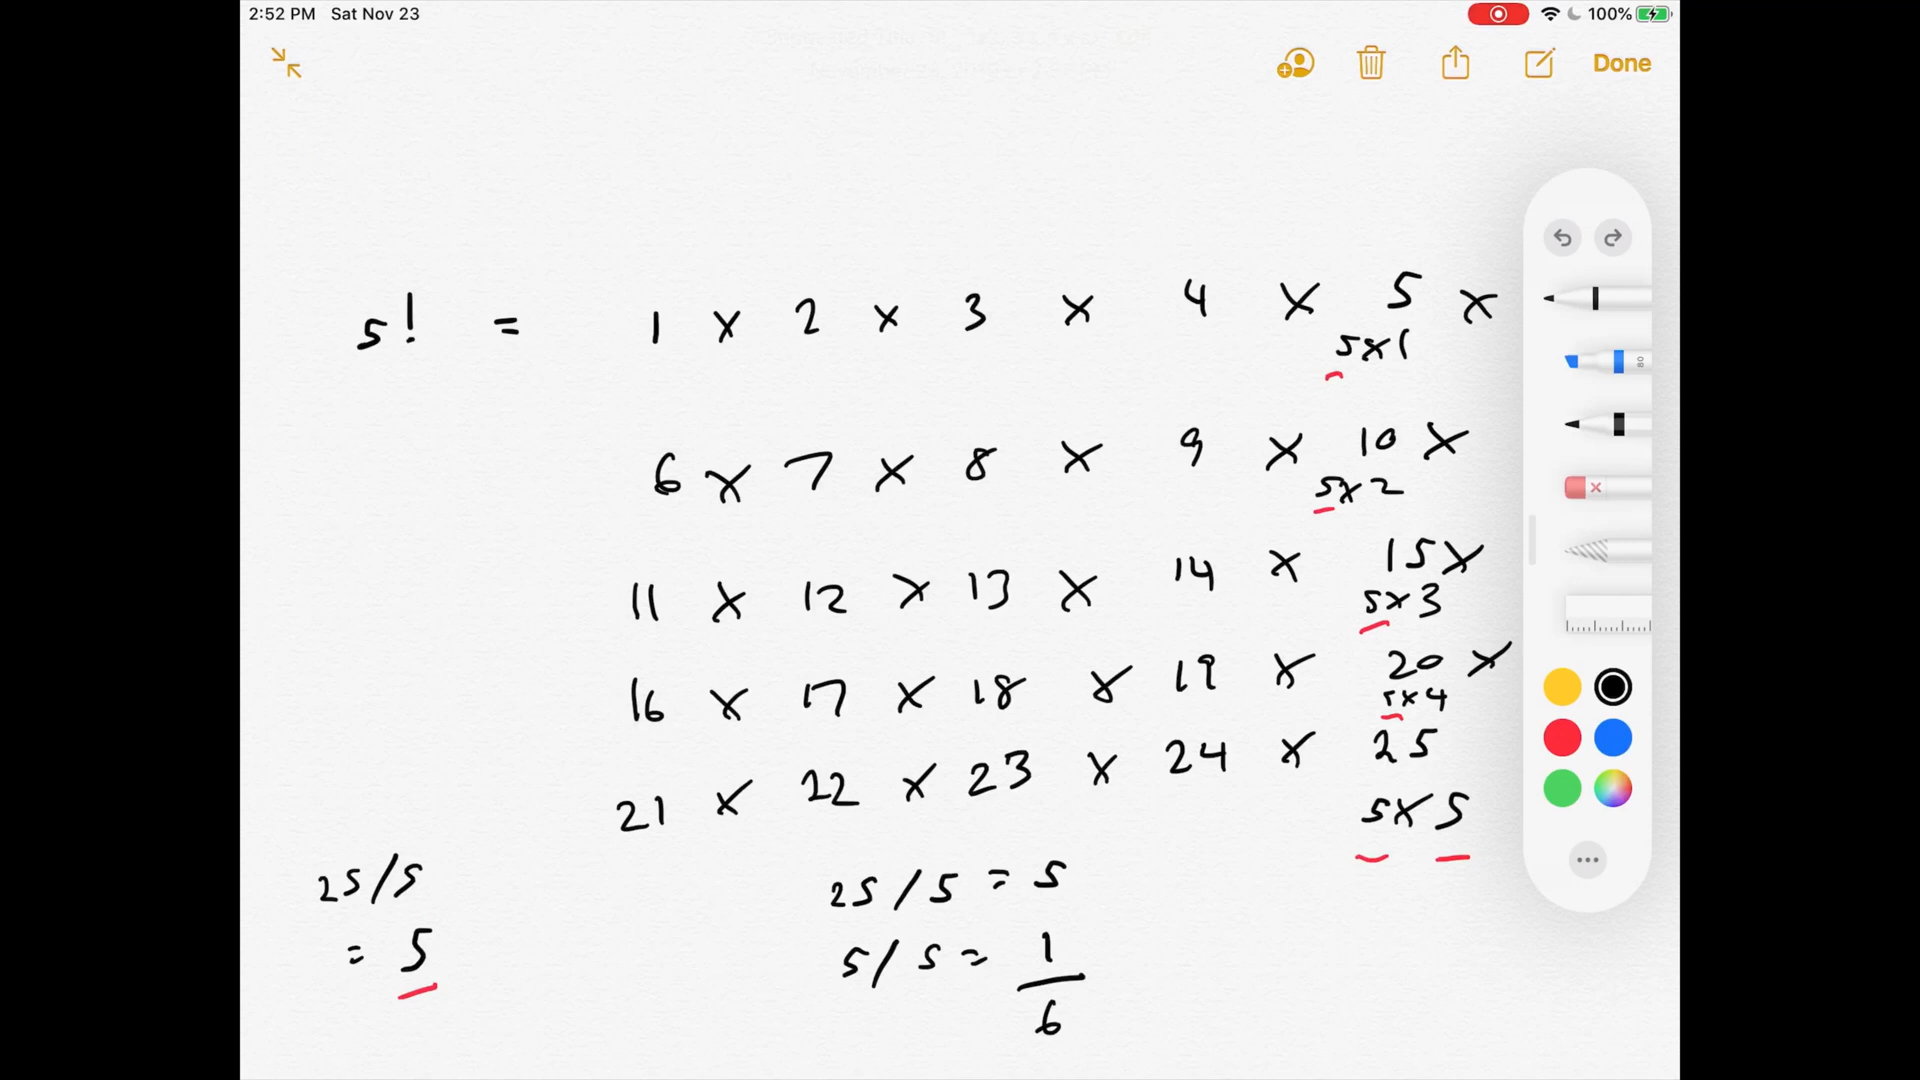 2:52 PM Sat Nov 23 100%
Done
5! = 1 x 2 x 3 x 4 x 5 x
5x1
6 x 7 x 8 x 9 x 10 x
5x2
80
11 x 12 x 13 x 14 x 15x
5x3
16 x 17 x 18 x 19 x 20 x
5x4
21 x 22 x 23 x 24 x 25
5x5
25/5
= 5
25/5 = 5
5/5 = 1
6